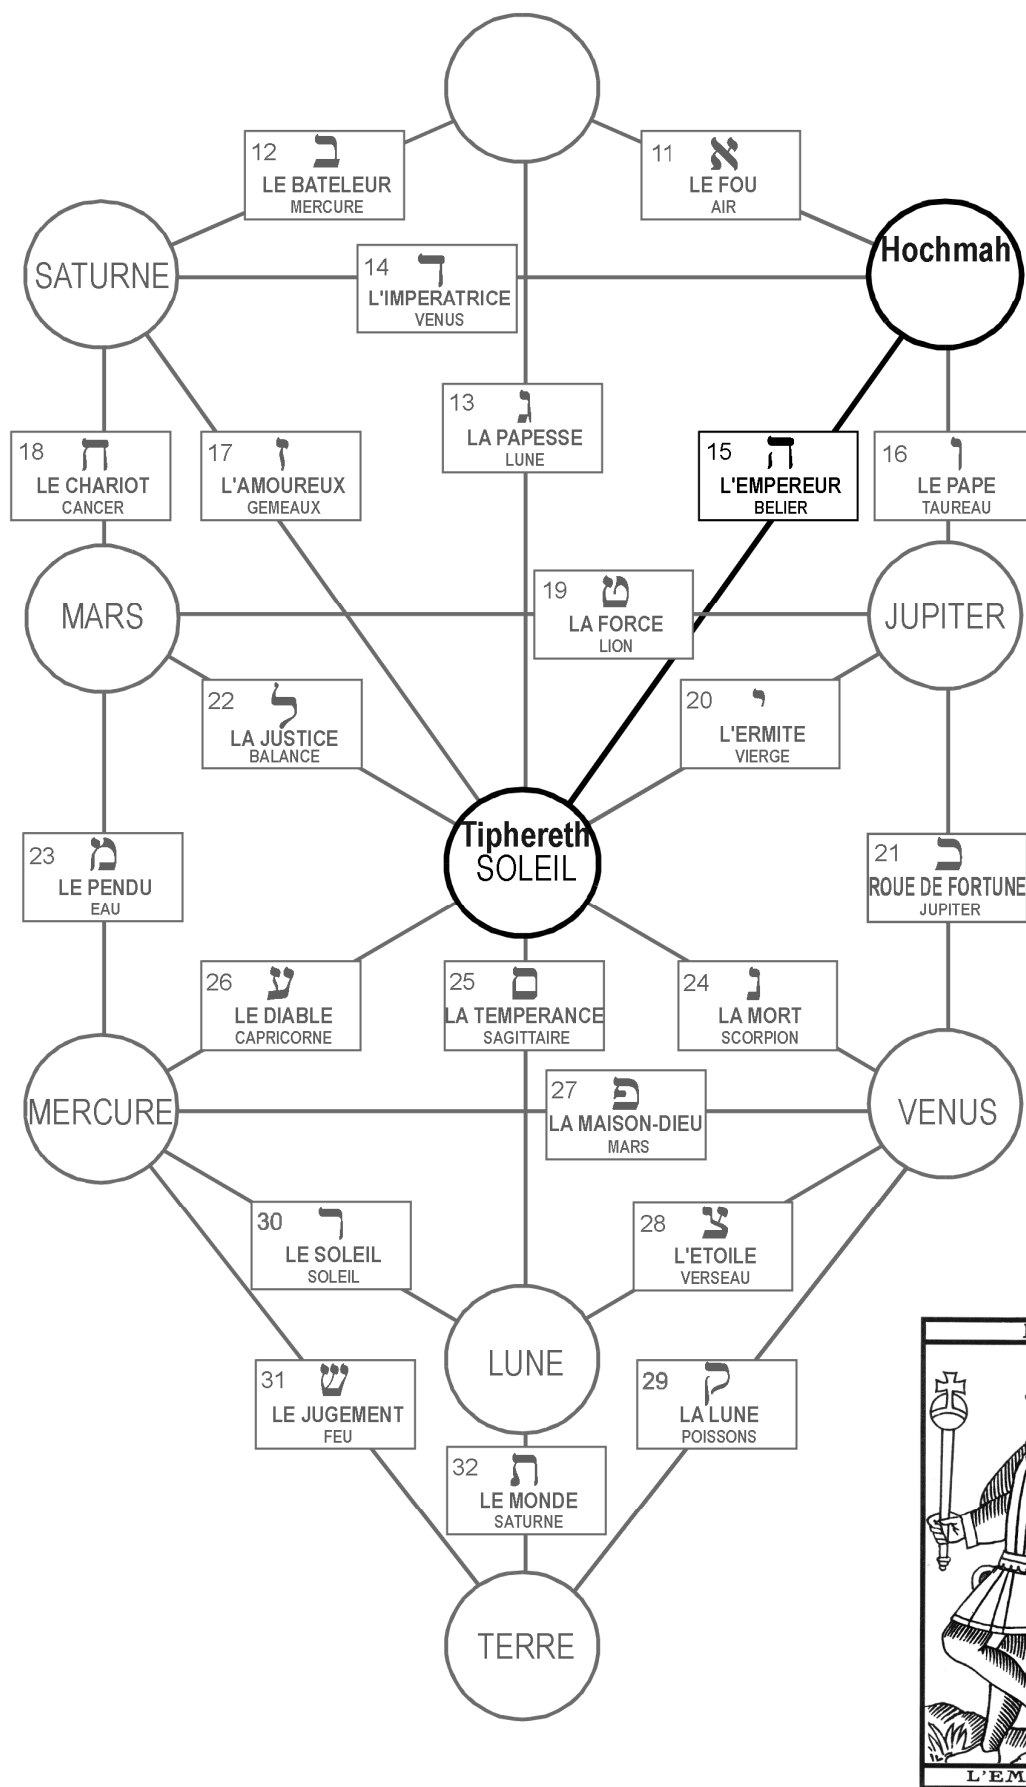 12 ב
LE BATELEUR
MERCURE
11 א
LE FOU
AIR
Hochmah
SATURNE
14 ד
L'IMPERATRICE
VENUS
13 ג
LA PAPESSE
LUNE
18 ח
LE CHARIOT
CANCER
17 ז
L'AMOUREUX
GEMEAUX
15 ה
L'EMPEREUR
BELIER
16 ו
LE PAPE
TAUREAU
MARS
19 ט
LA FORCE
LION
JUPITER
22 ל
LA JUSTICE
BALANCE
20 י
L'ERMITE
VIERGE
Tiphereth
SOLEIL
23 מ
LE PENDU
EAU
21 כ
ROUE DE FORTUNE
JUPITER
26 ע
LE DIABLE
CAPRICORNE
25 ם
LA TEMPERANCE
SAGITTAIRE
24 נ
LA MORT
SCORPION
MERCURE
27 פ
LA MAISON-DIEU
MARS
VENUS
30 ר
LE SOLEIL
SOLEIL
28 צ
L'ETOILE
VERSEAU
LUNE
31 ש
LE JUGEMENT
FEU
29 ק
LA LUNE
POISSONS
32 ת
LE MONDE
SATURNE
TERRE
L'EM